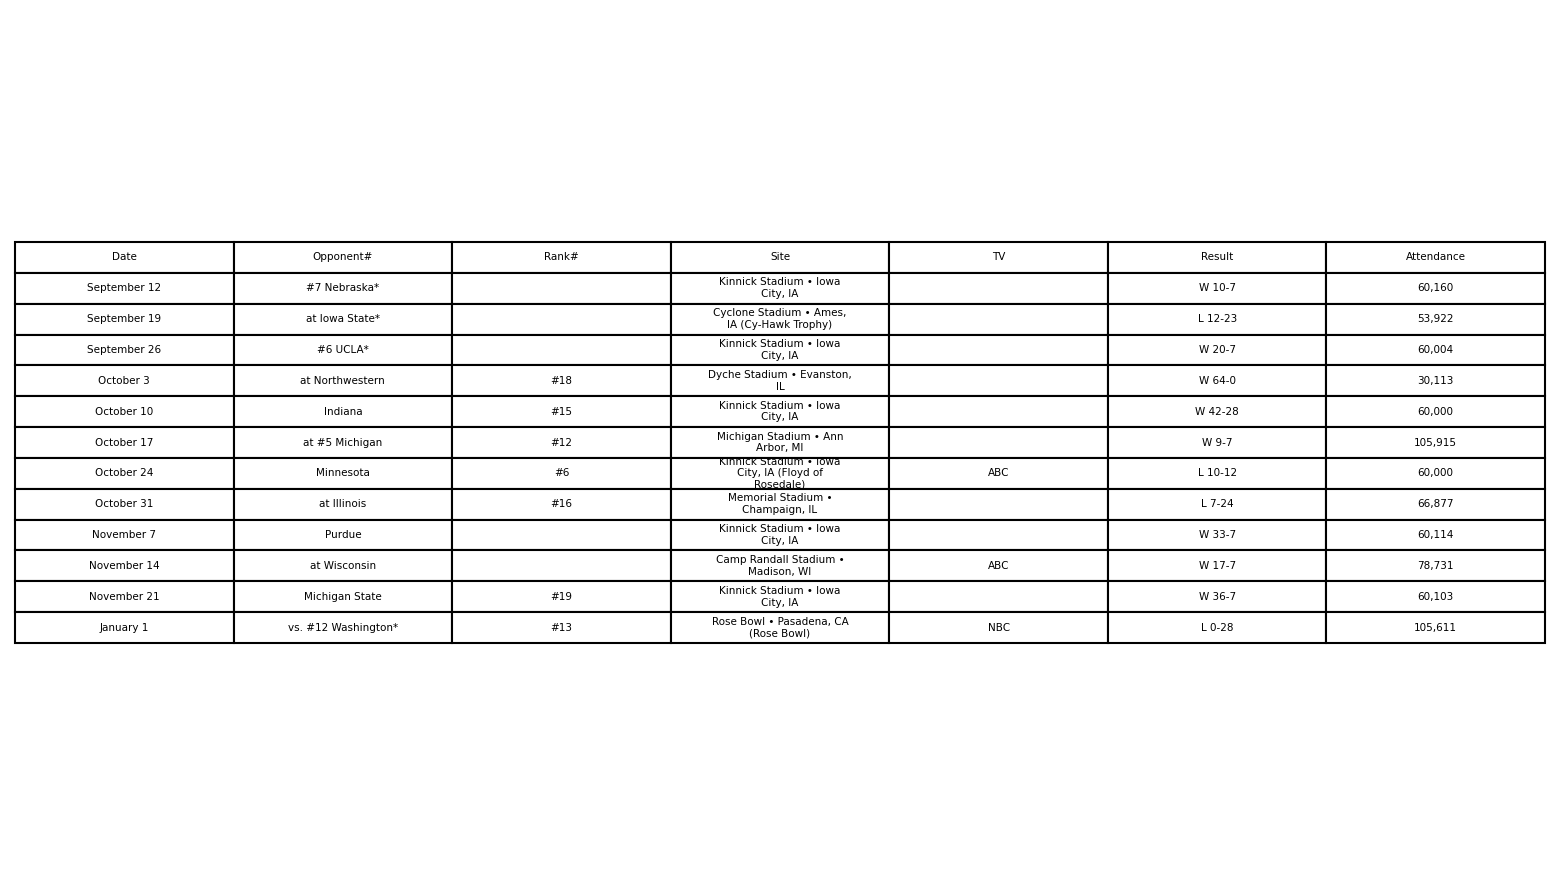 Date Opponent# Rank# Site TV Result Attendance
September 12 #7 Nebraska* Kinnick Stadium • Iowa City, IA W 10-7 60,160
September 19 at Iowa State* Cyclone Stadium • Ames, IA (Cy-Hawk Trophy) L 12-23 53,922
September 26 #6 UCLA* Kinnick Stadium • Iowa City, IA W 20-7 60,004
October 3 at Northwestern #18 Dyche Stadium • Evanston, IL W 64-0 30,113
October 10 Indiana #15 Kinnick Stadium • Iowa City, IA W 42-28 60,000
October 17 at #5 Michigan #12 Michigan Stadium • Ann Arbor, MI W 9-7 105,915
October 24 Minnesota #6 Kinnick Stadium • Iowa City, IA (Floyd of Rosedale) ABC L 10-12 60,000
October 31 at Illinois #16 Memorial Stadium • Champaign, IL L 7-24 66,877
November 7 Purdue Kinnick Stadium • Iowa City, IA W 33-7 60,114
November 14 at Wisconsin Camp Randall Stadium • Madison, WI ABC W 17-7 78,731
November 21 Michigan State #19 Kinnick Stadium • Iowa City, IA W 36-7 60,103
January 1 vs. #12 Washington* #13 Rose Bowl • Pasadena, CA (Rose Bowl) NBC L 0-28 105,611